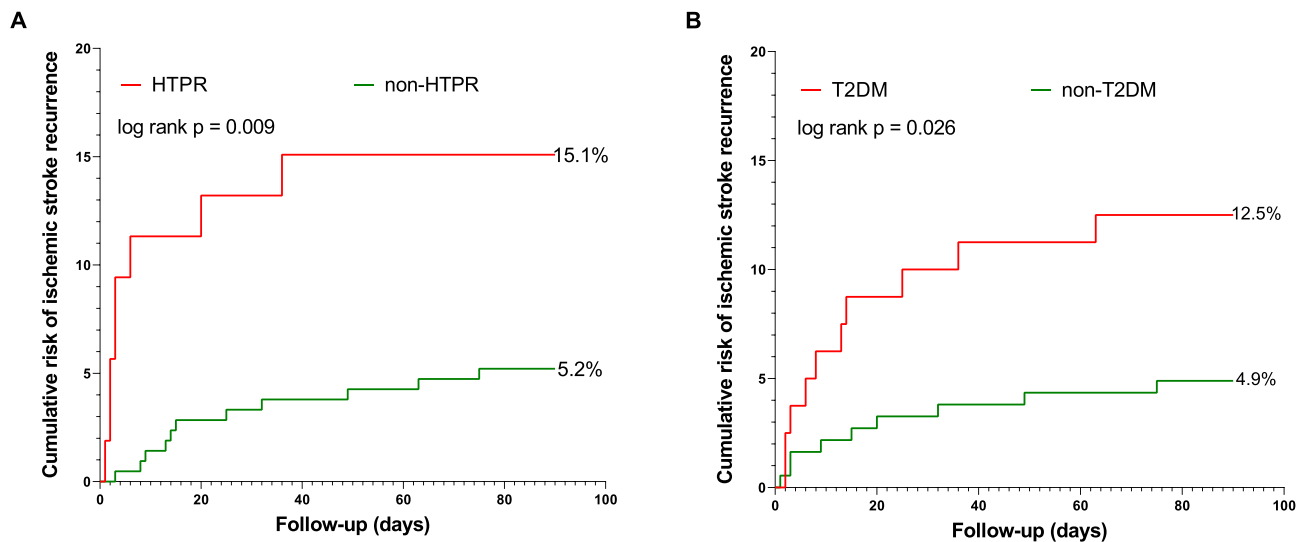 A
Cumulative risk of ischemic stroke recurrence
20
15
10
5
0
HTPR
non-HTPR
log rank p = 0.009
15.1%
5.2%
0 20 40 60 80 100
Follow-up (days)
B
Cumulative risk of ischemic stroke recurrence
20
15
10
5
0
T2DM
non-T2DM
log rank p = 0.026
12.5%
4.9%
0 20 40 60 80 100
Follow-up (days)